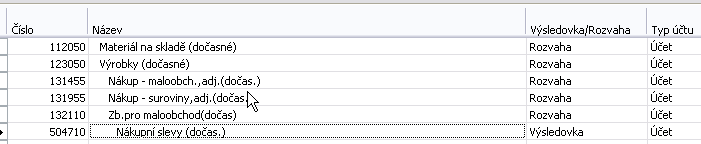 Číslo Název Výsledovka/Rozvaha Typ účtu
112050 Materiál na skladě (dočasné) Rozvaha Účet
123050 Výrobky (dočasné) Rozvaha Účet
131455 Nákup - maloobch.,adj.(dočas.) Rozvaha Účet
131955 Nákup - suroviny,adj.(dočas. Rozvaha Účet
132110 Zb.pro maloobchod(dočas) Rozvaha Účet
504710 Nákupní slevy (dočas.) Výsledovka Účet